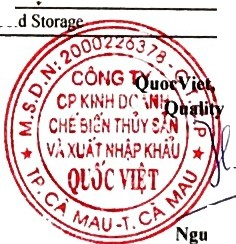 d Storage
M.S.D.N: 2000226378 - C.T.C.P
CÔNG TY
QuocViet,
CP KINH DOANH
Quality
CHẾ BIẾN THỦY SẢN
VÀ XUẤT NHẬP KHẨU
QUỐC VIỆT
TP. CÀ MAU - T. CÀ MAU
Ngu